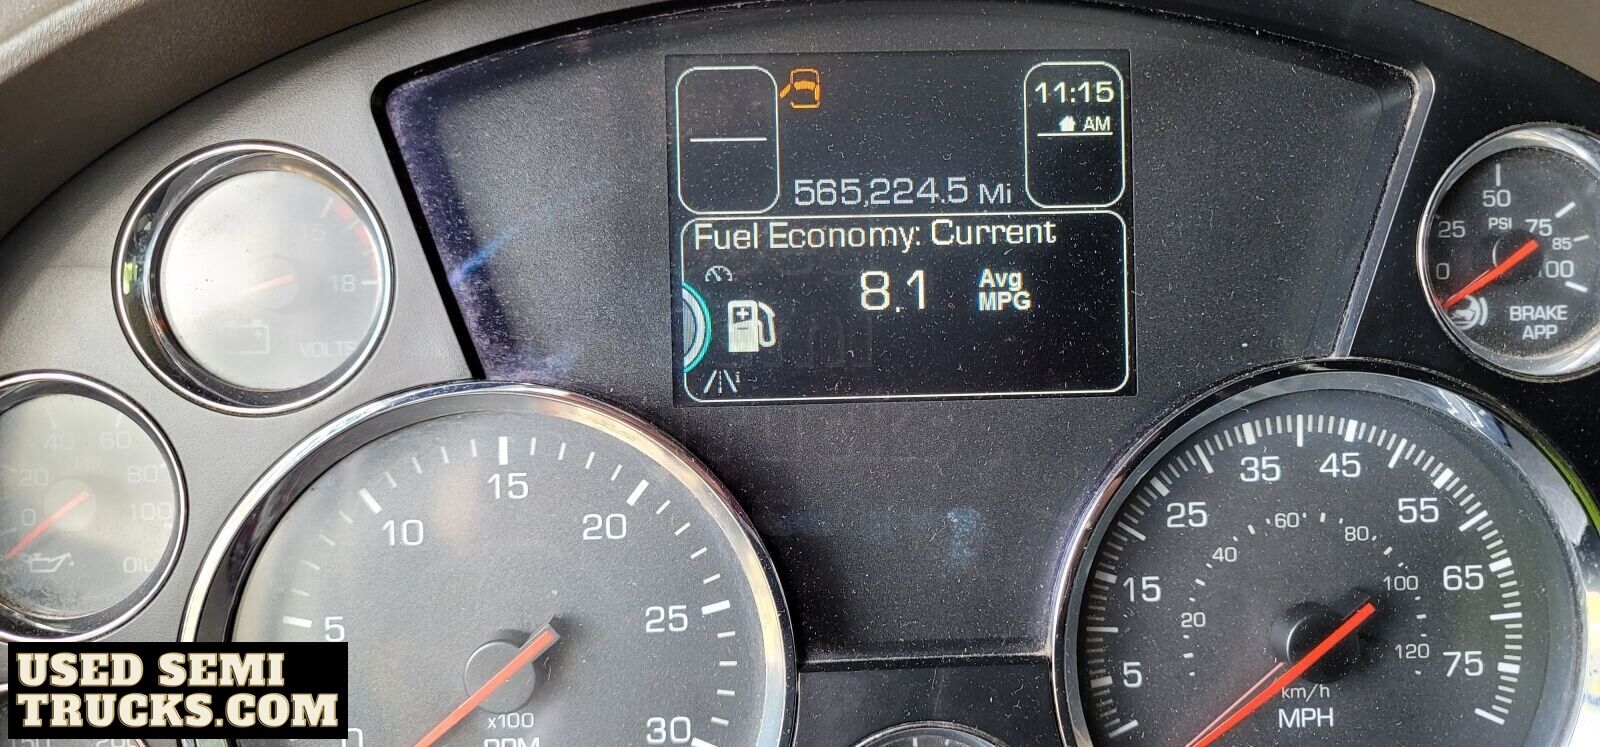 11:15
AM
565,224.5 Mi
Fuel Economy: Current
8.1
Avg
MPG
15
18
VOLTS
40 60
PSI
20 80
0 100
OIL
5
10
15
20
25
30
0
x100
RPM
5
15
25
35
45
55
65
75
20
40
60
80
100
120
km/h
MPH
50
PSI
25 75
85
0 100
BRAKE
APP
USED SEMI
TRUCKS.COM